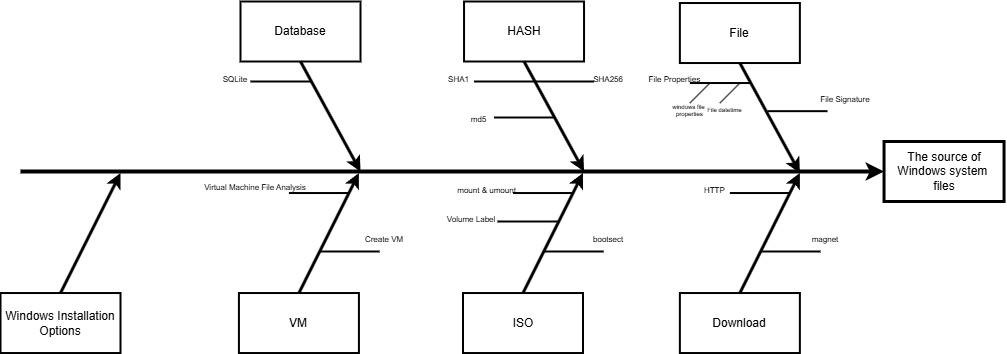 Database
HASH
File
SQLite
SHA1
SHA256
File Properties
windows file
properties
File datetime
File Signature
md5
The source of
Windows system
files
Virtual Machine File Analysis
mount & umount
HTTP
Volume Label
Create VM
bootsect
magnet
Windows Installation
Options
VM
ISO
Download